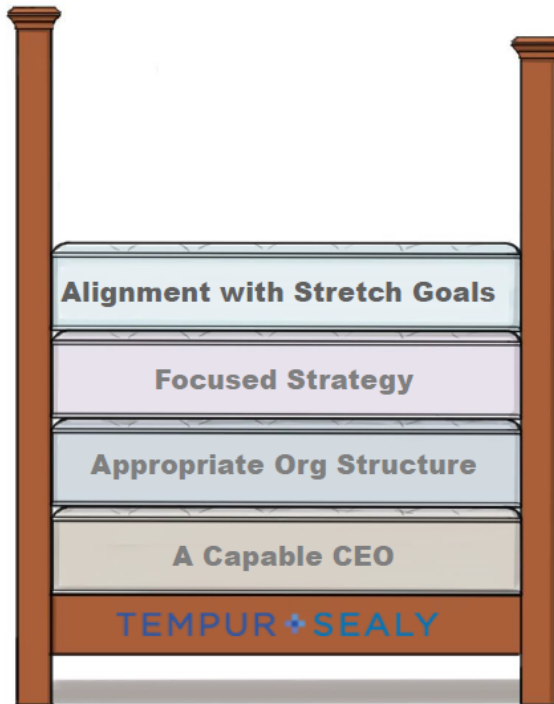 Alignment with Stretch Goals
Focused Strategy
Appropriate Org Structure
A Capable CEO
TEMPUR + SEALY